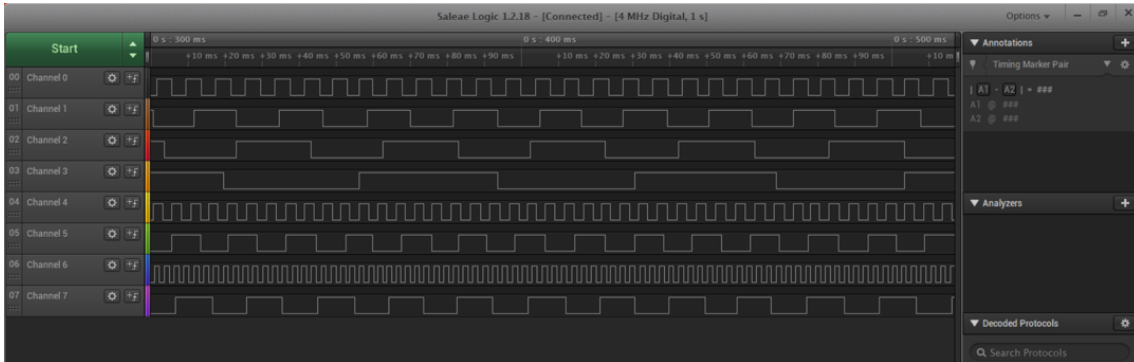 Saleae Logic 1.2.18 - [Connected] - [4 MHz Digital, 1 s]
Options
Start
0 s : 300 ms
0 s : 400 ms
0 s : 500 ms
+10 ms +20 ms +30 ms +40 ms +50 ms +60 ms +70 ms +80 ms +90 ms
+10 ms +20 ms +30 ms +40 ms +50 ms +60 ms +70 ms +80 ms +90 ms
+10 m
00 Channel 0
01 Channel 1
02 Channel 2
03 Channel 3
04 Channel 4
05 Channel 5
06 Channel 6
07 Channel 7
Annotations
Timing Marker Pair
| A1 - A2 | = ###
A1 @ ###
A2 @ ###
Analyzers
Decoded Protocols
Search Protocols